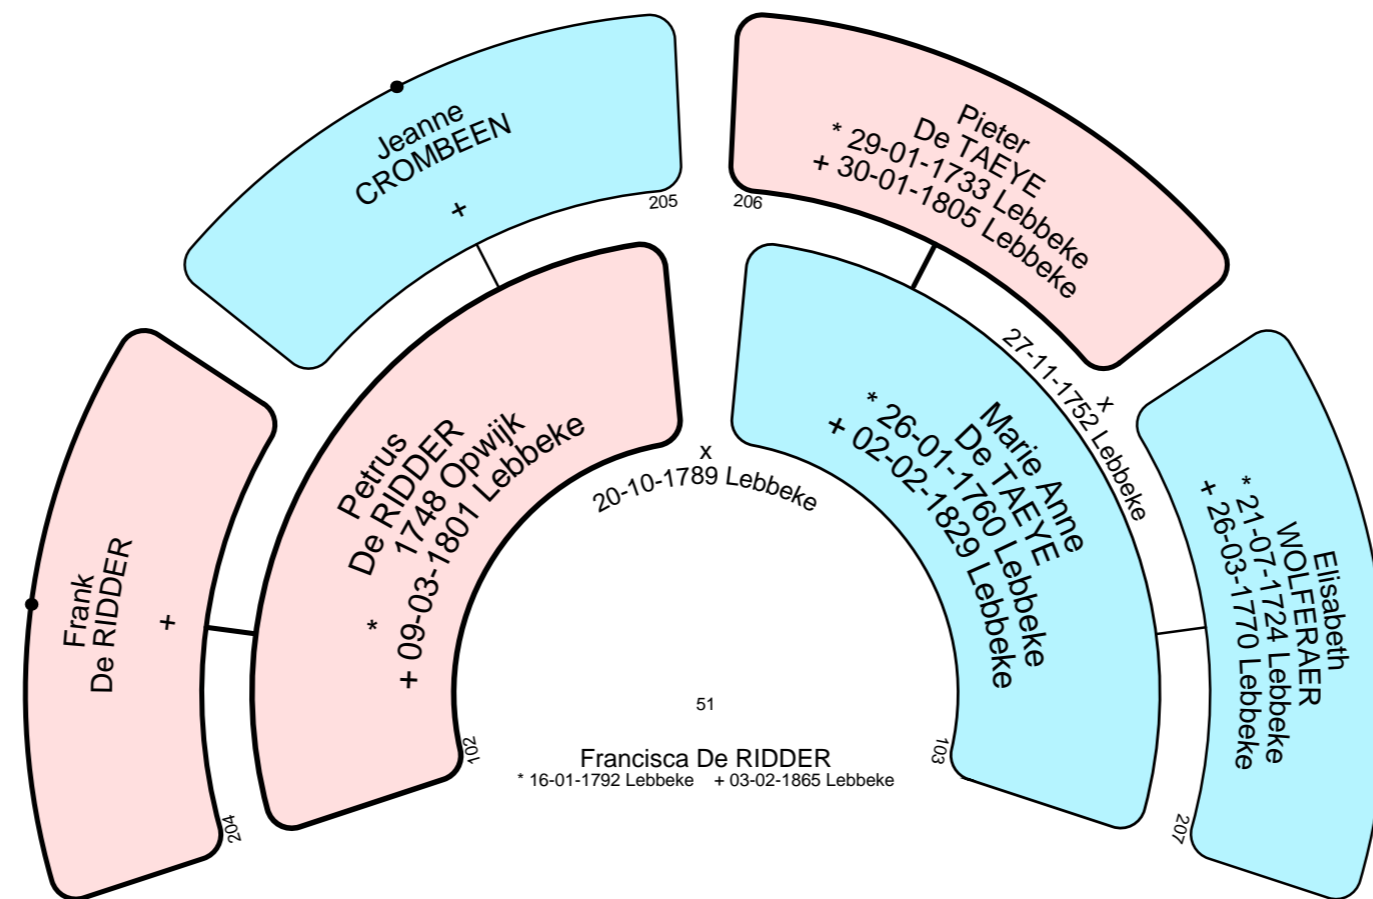 Jeanne
CROMBEEN
+
205
Pieter
De TAEYE
* 29-01-1733 Lebbeke
+ 30-01-1805 Lebbeke
206
Frank
De RIDDER
+
204
Petrus
De RIDDER
* 1748 Opwijk
+ 09-03-1801 Lebbeke
102
x
20-10-1789 Lebbeke
Marie Anne
De TAEYE
* 26-01-1760 Lebbeke
+ 02-02-1829 Lebbeke
103
x
27-11-1752 Lebbeke
Elisabeth
WOLFERAER
* 21-07-1724 Lebbeke
+ 26-03-1770 Lebbeke
207
51
Francisca De RIDDER
* 16-01-1792 Lebbeke + 03-02-1865 Lebbeke